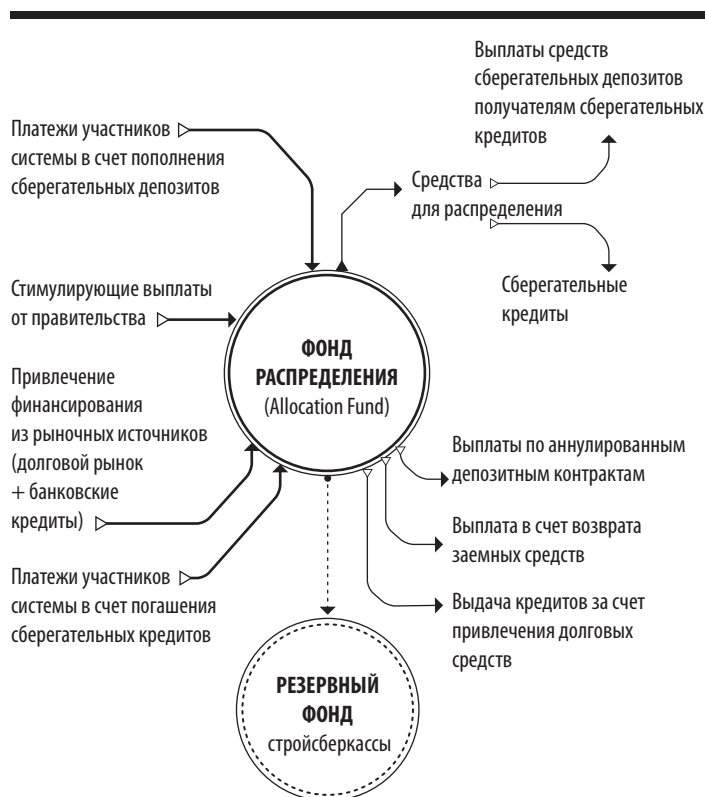 Выплаты средств
сберегательных депозитов
получателям сберегательных
кредитов
Платежи участников
системы в счет пополнения
сберегательных депозитов
Средства
для распределения
Стимулирующие выплаты
от правительства
Сберегательные
кредиты
ФОНД
РАСПРЕДЕЛЕНИЯ
(Allocation Fund)
Привлечение
финансирования
из рыночных источников
(долговой рынок
+ банковские
кредиты)
Выплаты по аннулированным
депозитным контрактам
Выплата в счет возврата
заемных средств
Платежи участников
системы в счет погашения
сберегательных кредитов
Выдача кредитов за счет
привлечения долговых
средств
РЕЗЕРВНЫЙ
ФОНД
стройсберкассы